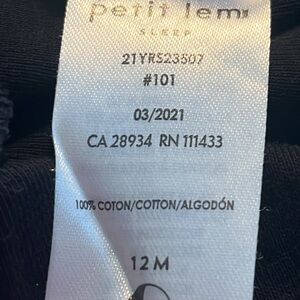 petit lem
SLEEP
21YRS23507
#101
03/2021
CA 28934 RN 111433
100% COTON/COTTON/ALGODÓN
12 M